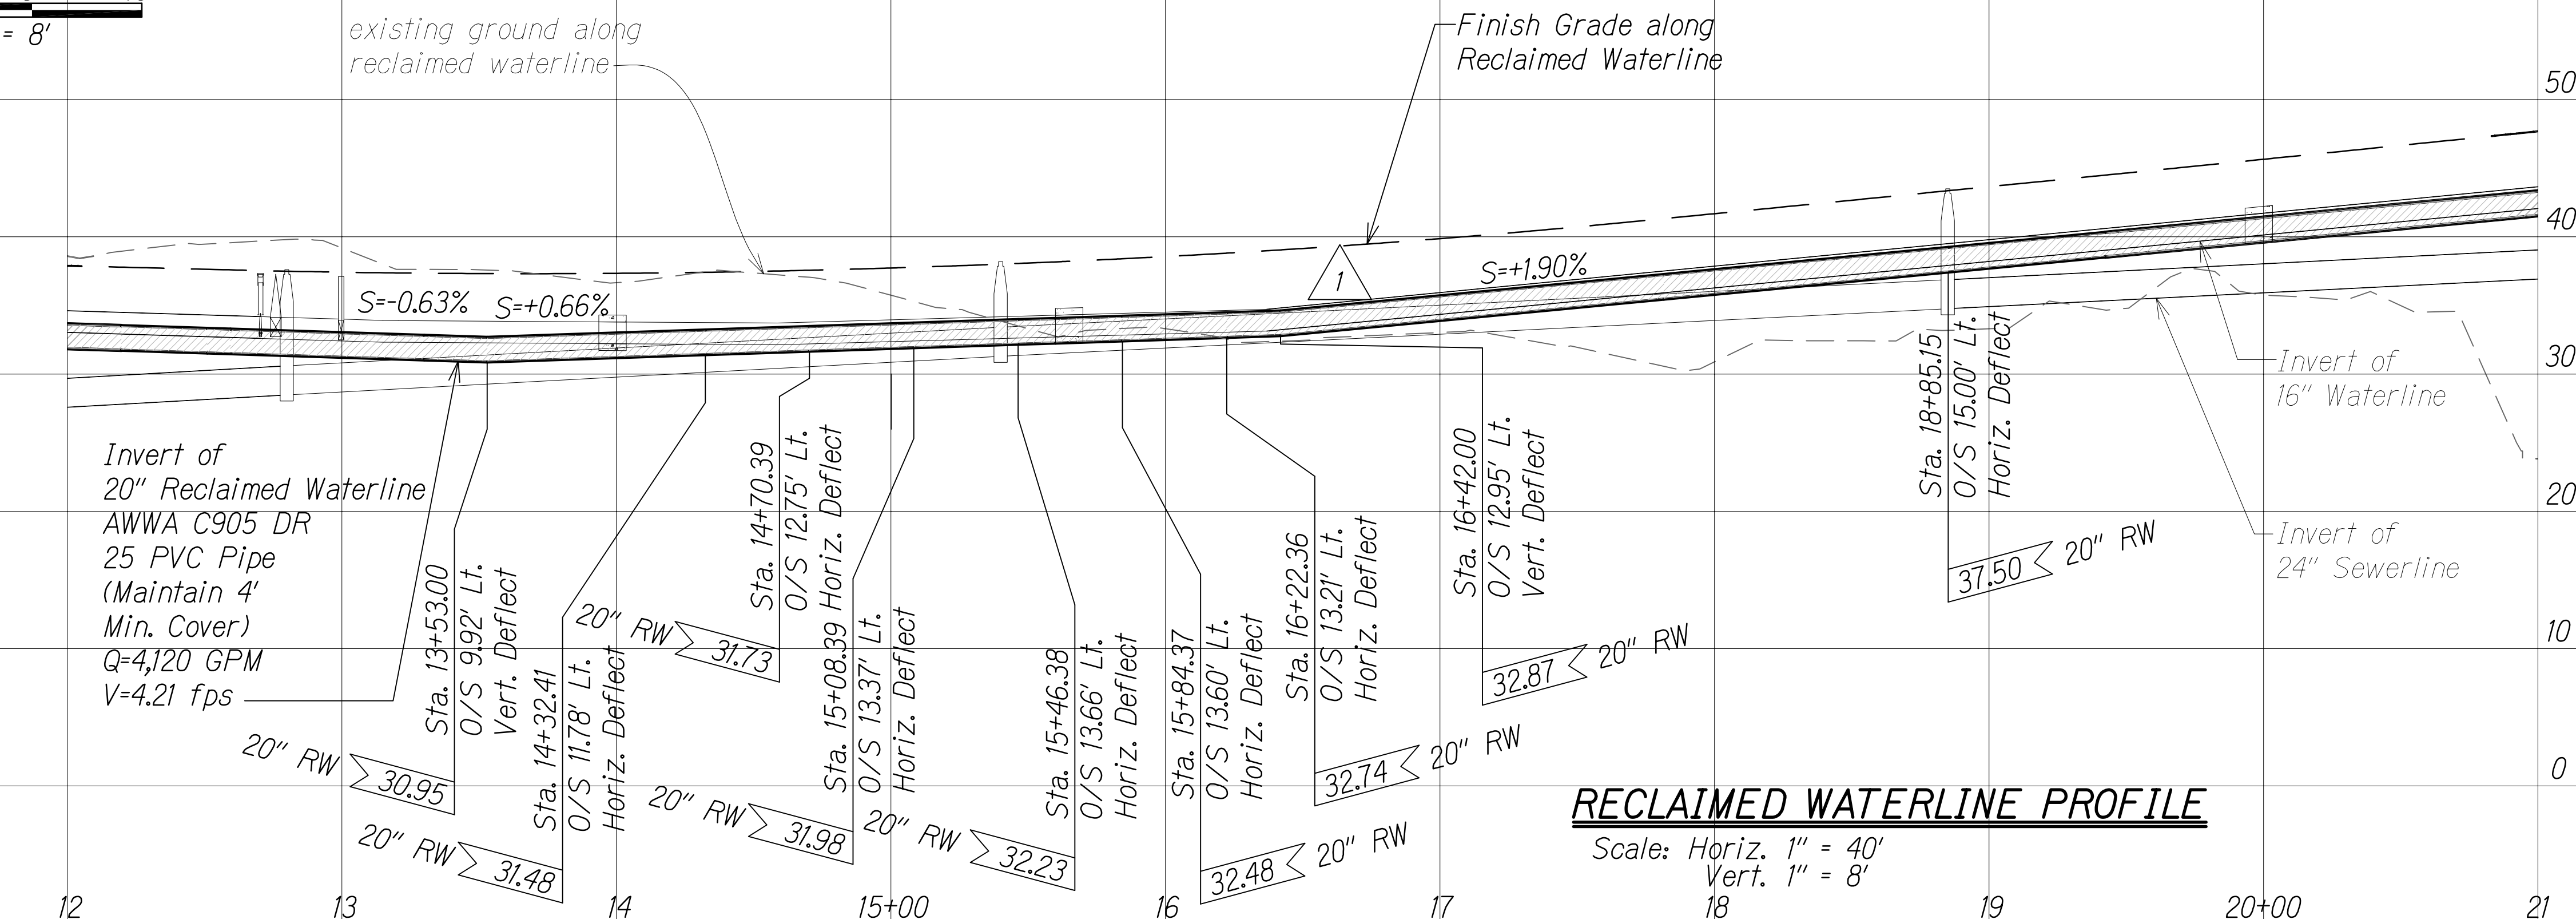 = 8'
existing ground along
reclaimed waterline
Finish Grade along
Reclaimed Waterline
50
40
30
20
10
0
S=-0.63%
S=+0.66%
1
S=+1.90%
Invert of
20" Reclaimed Waterline
AWWA C905 DR
25 PVC Pipe
(Maintain 4'
Min. Cover)
Q=4,120 GPM
V=4.21 fps
Sta. 13+53.00
O/S 9.92' Lt.
Vert. Deflect
20" RW
30.95
Sta. 14+32.41
O/S 11.78' Lt.
Horiz. Deflect
20" RW
31.48
Sta. 14+70.39
O/S 12.75' Lt.
Horiz. Deflect
20" RW
31.73
Sta. 15+08.39
O/S 13.37' Lt.
Horiz. Deflect
20" RW
31.98
Sta. 15+46.38
O/S 13.66' Lt.
Horiz. Deflect
20" RW
32.23
Sta. 15+84.37
O/S 13.60' Lt.
Horiz. Deflect
32.48
20" RW
Sta. 16+22.36
O/S 13.21' Lt.
Horiz. Deflect
32.74
20" RW
Sta. 16+42.00
O/S 12.95' Lt.
Vert. Deflect
32.87
20" RW
Sta. 18+85.15
O/S 15.00' Lt.
Horiz. Deflect
37.50
20" RW
Invert of
16" Waterline
Invert of
24" Sewerline
RECLAIMED WATERLINE PROFILE
Scale: Horiz. 1" = 40'
Vert. 1" = 8'
12
13
14
15+00
16
17
18
19
20+00
21